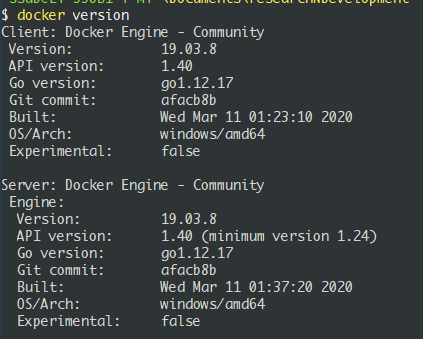 $ docker version
Client: Docker Engine - Community
 Version:           19.03.8
 API version:       1.40
 Go version:        go1.12.17
 Git commit:        afacb8b
 Built:             Wed Mar 11 01:23:10 2020
 OS/Arch:           windows/amd64
 Experimental:      false

Server: Docker Engine - Community
 Engine:
  Version:          19.03.8
  API version:      1.40 (minimum version 1.24)
  Go version:       go1.12.17
  Git commit:       afacb8b
  Built:            Wed Mar 11 01:37:20 2020
  OS/Arch:          windows/amd64
  Experimental:     false